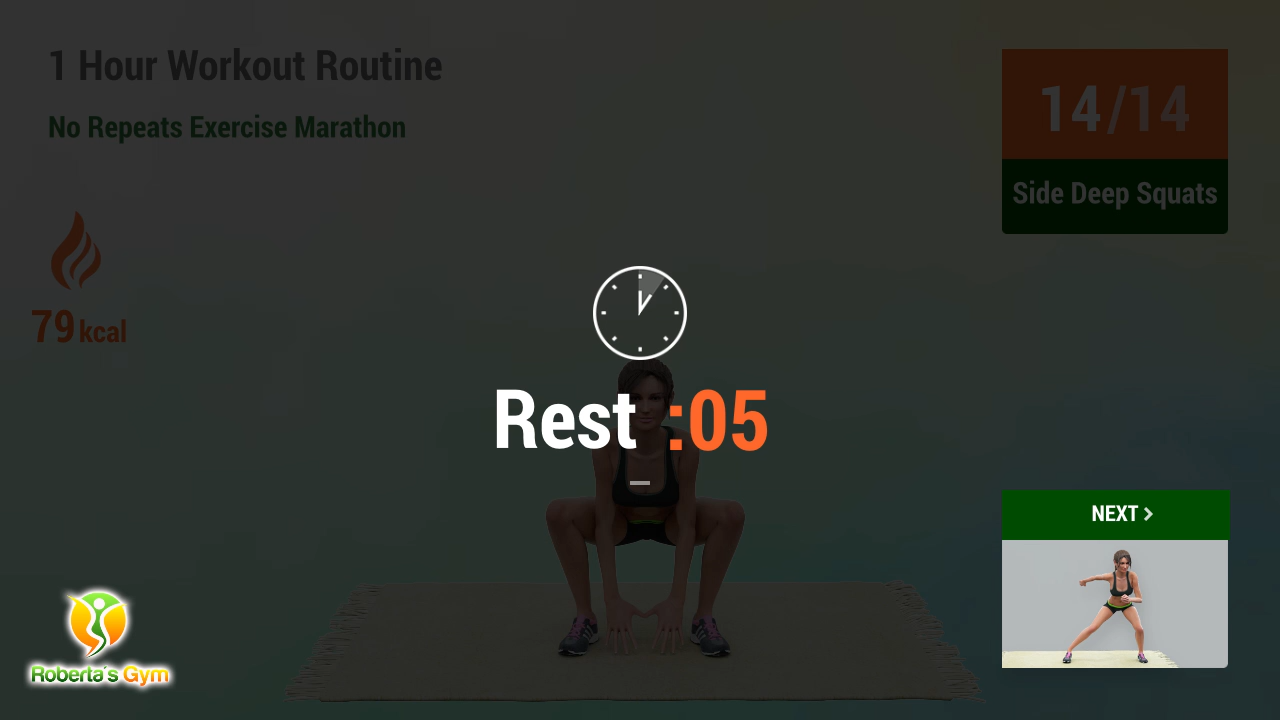 1 Hour Workout Routine
No Repeats Exercise Marathon
14/14
Side Deep Squats
79 kcal
Rest :05
NEXT >
Roberta´s Gym